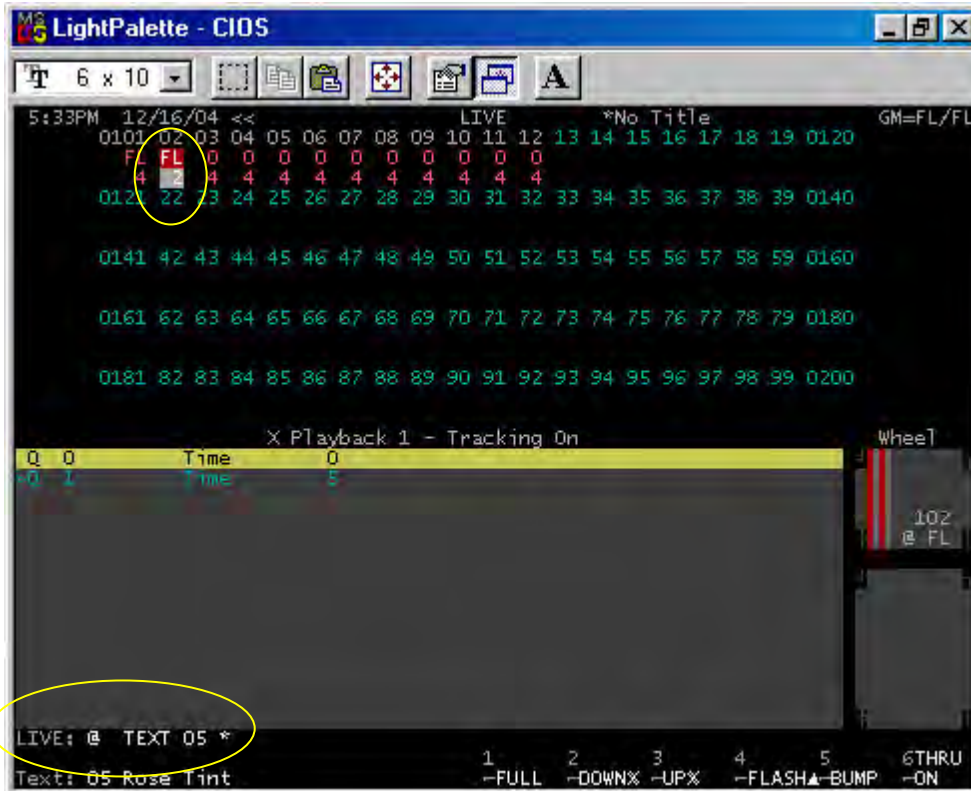 LightPalette - CIOS
6 x 10
A
5:33PM 12/16/04 << LIVE *No Title GM=FL/FL
0101 02 03 04 05 06 07 08 09 10 11 12 13 14 15 16 17 18 19 0120
FL FL 0 0 0 0 0 0 0 0 0 0
4 2 4 4 4 4 4 4 4 4 4 4
0121 22 23 24 25 26 27 28 29 30 31 32 33 34 35 36 37 38 39 0140
0141 42 43 44 45 46 47 48 49 50 51 52 53 54 55 56 57 58 59 0160
0161 62 63 64 65 66 67 68 69 70 71 72 73 74 75 76 77 78 79 0180
0181 82 83 84 85 86 87 88 89 90 91 92 93 94 95 96 97 98 99 0200
X Playback 1 - Tracking On Wheel
Q 0 Time 0
Q 1 Time 5
102
@ FL
LIVE: @ TEXT 05 *
1 2 3 4 5 6THRU
Text: 05 Rose Tint ←FULL ←DOWN% ←UP% ←FLASH▲←BUMP ←ON